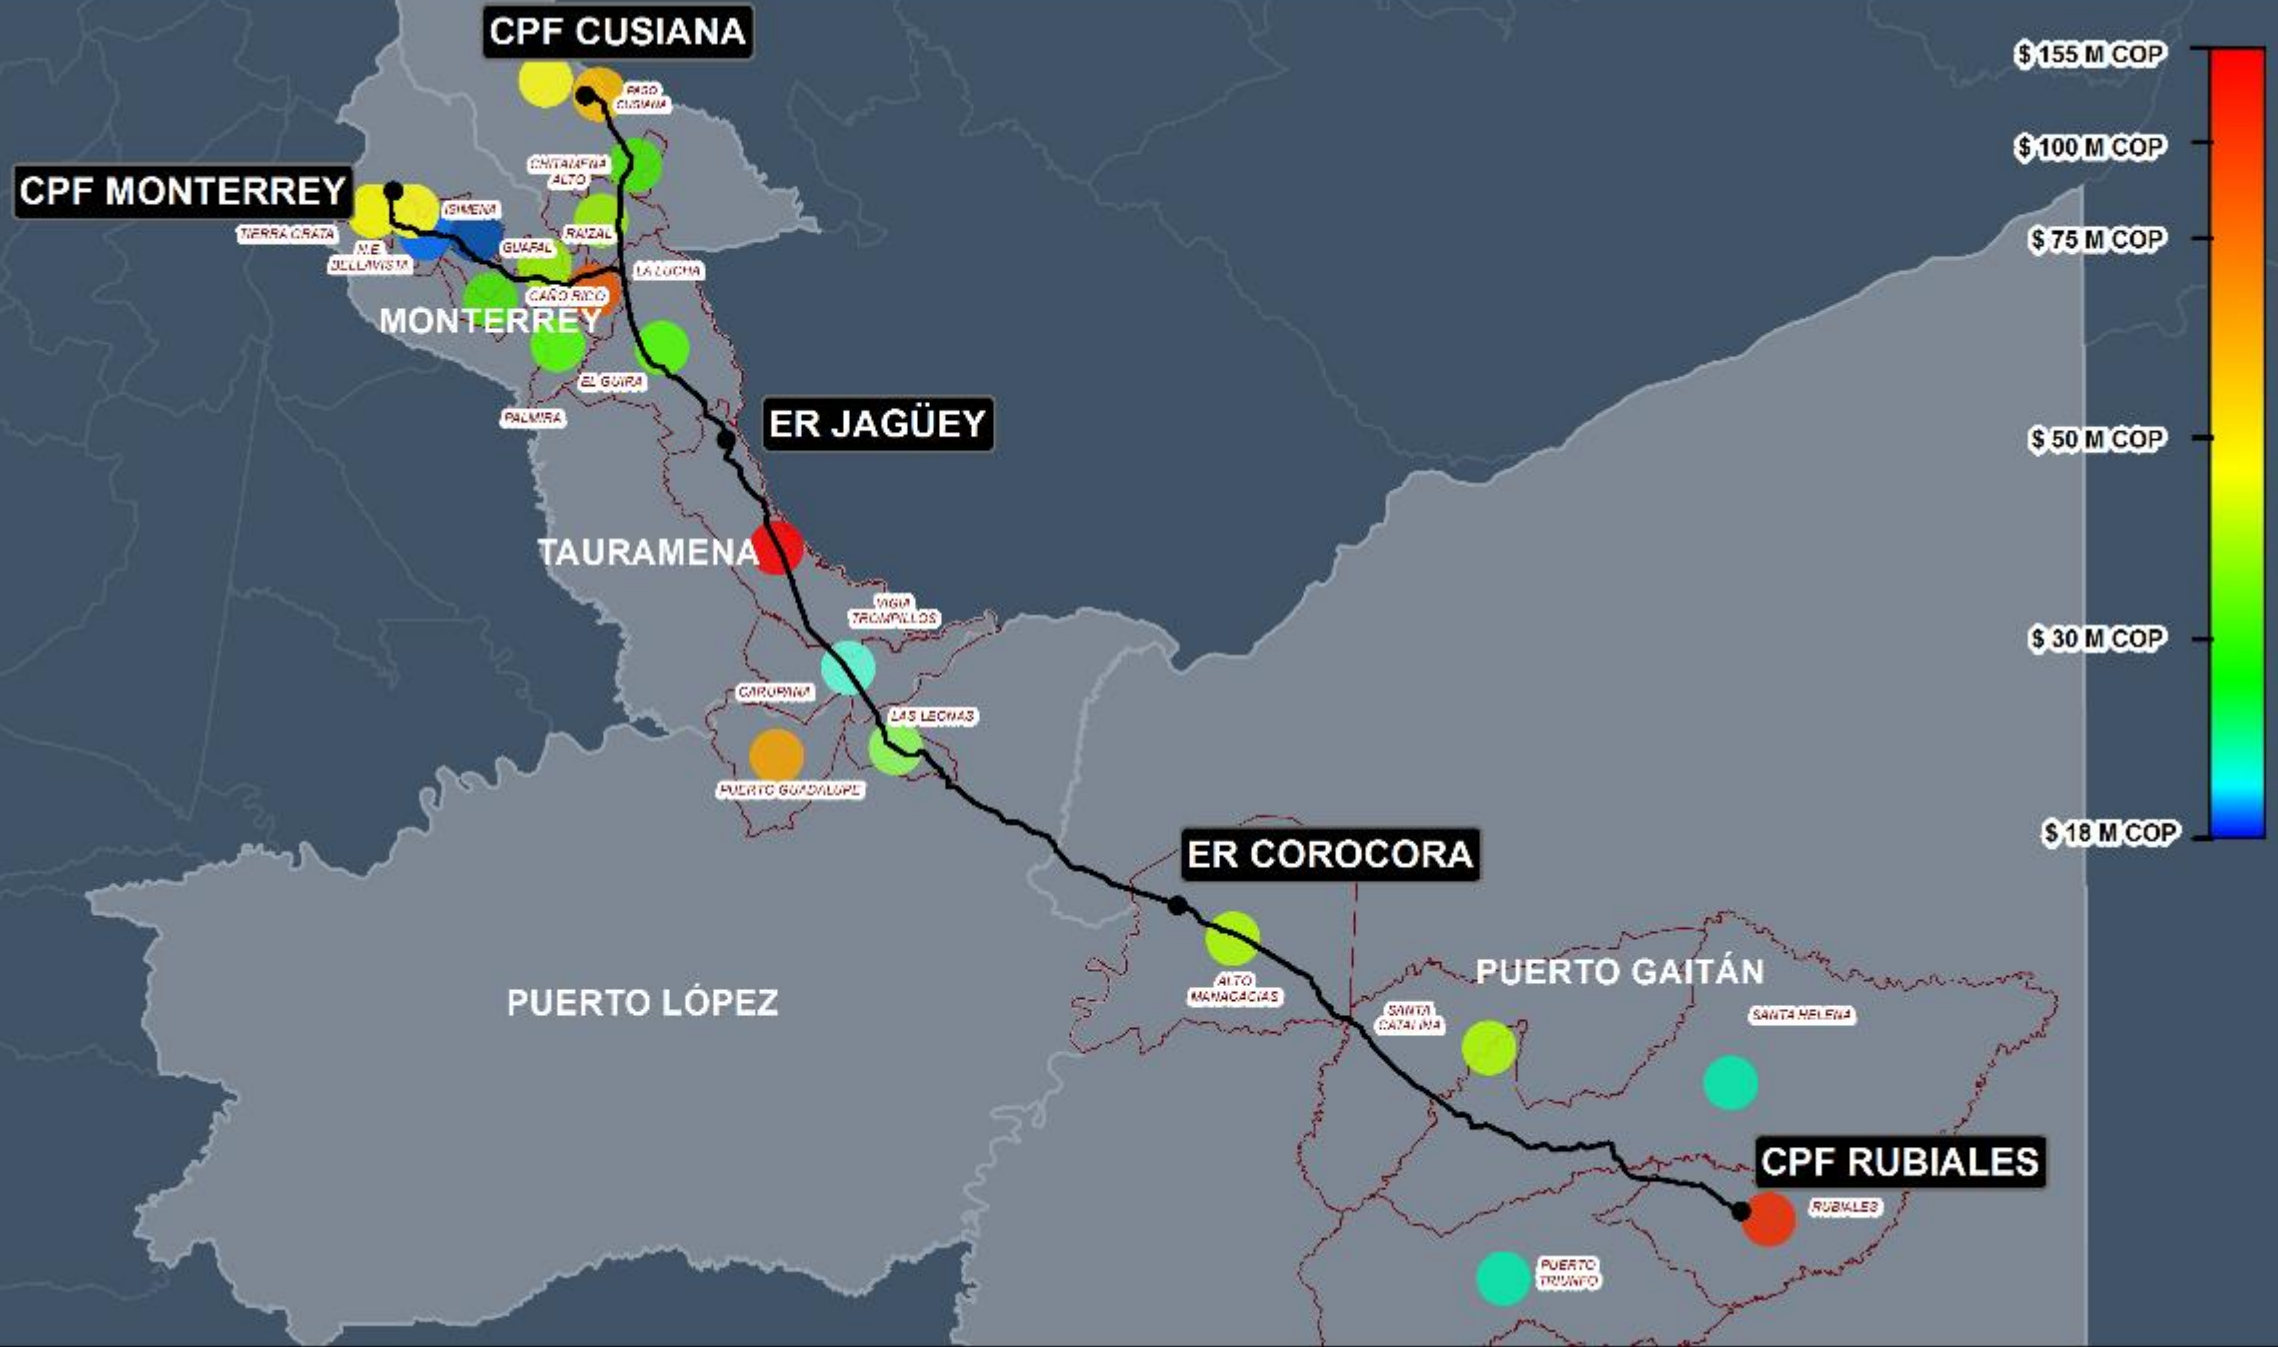 CPF CUSIANA
$ 155 M COP
PASO
CUSIANA
$ 100 M COP
CHITAMENA
ALTO
CPF MONTERREY
ISIMENA
TIERRA GRATA
RAIZAL
$ 75 M COP
N.E.
BELLAVISTA
GUAFAL
LA LUCHA
CAÑO RICO
MONTERREY
EL GUIRA
PALMIRA
ER JAGÜEY
$ 50 M COP
TAURAMENA
VIGIA
TROMPILLOS
$ 30 M COP
CARUPANA
LAS LEONAS
PUERTO GUADALUPE
$ 18 M COP
ER COROCORA
PUERTO LÓPEZ
ALTO
MANACACIAS
PUERTO GAITÁN
SANTA
CATALINA
SANTA HELENA
CPF RUBIALES
RUBIALES
PUERTO
TRIUNFO